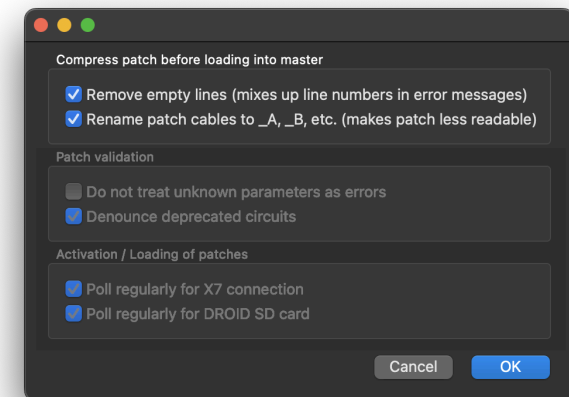 Compress patch before loading into master
Remove empty lines (mixes up line numbers in error messages)
Rename patch cables to _A, _B, etc. (makes patch less readable)
Patch validation
Do not treat unknown parameters as errors
Denounce deprecated circuits
Activation / Loading of patches
Poll regularly for X7 connection
Poll regularly for DROID SD card
Cancel OK